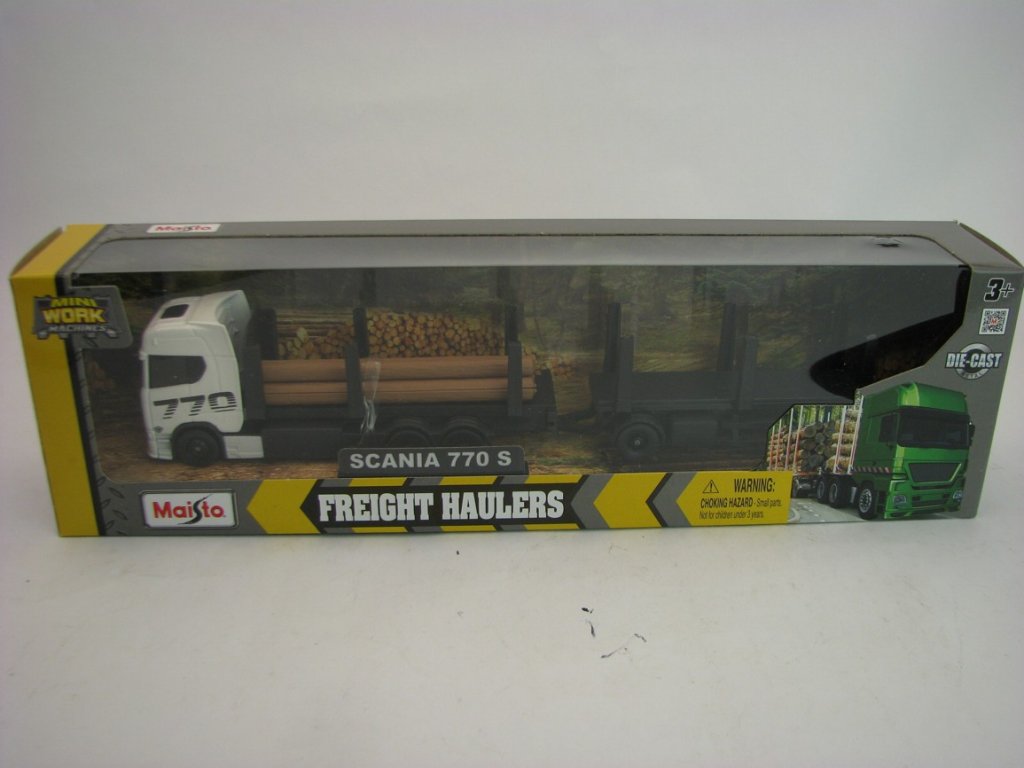 Maisto
MINI
WORK
MACHINES
3+
DIE-CAST
METAL
770
SCANIA 770 S
Maisto
FREIGHT HAULERS
WARNING:
CHOKING HAZARD - Small parts.
Not for children under 3 years.